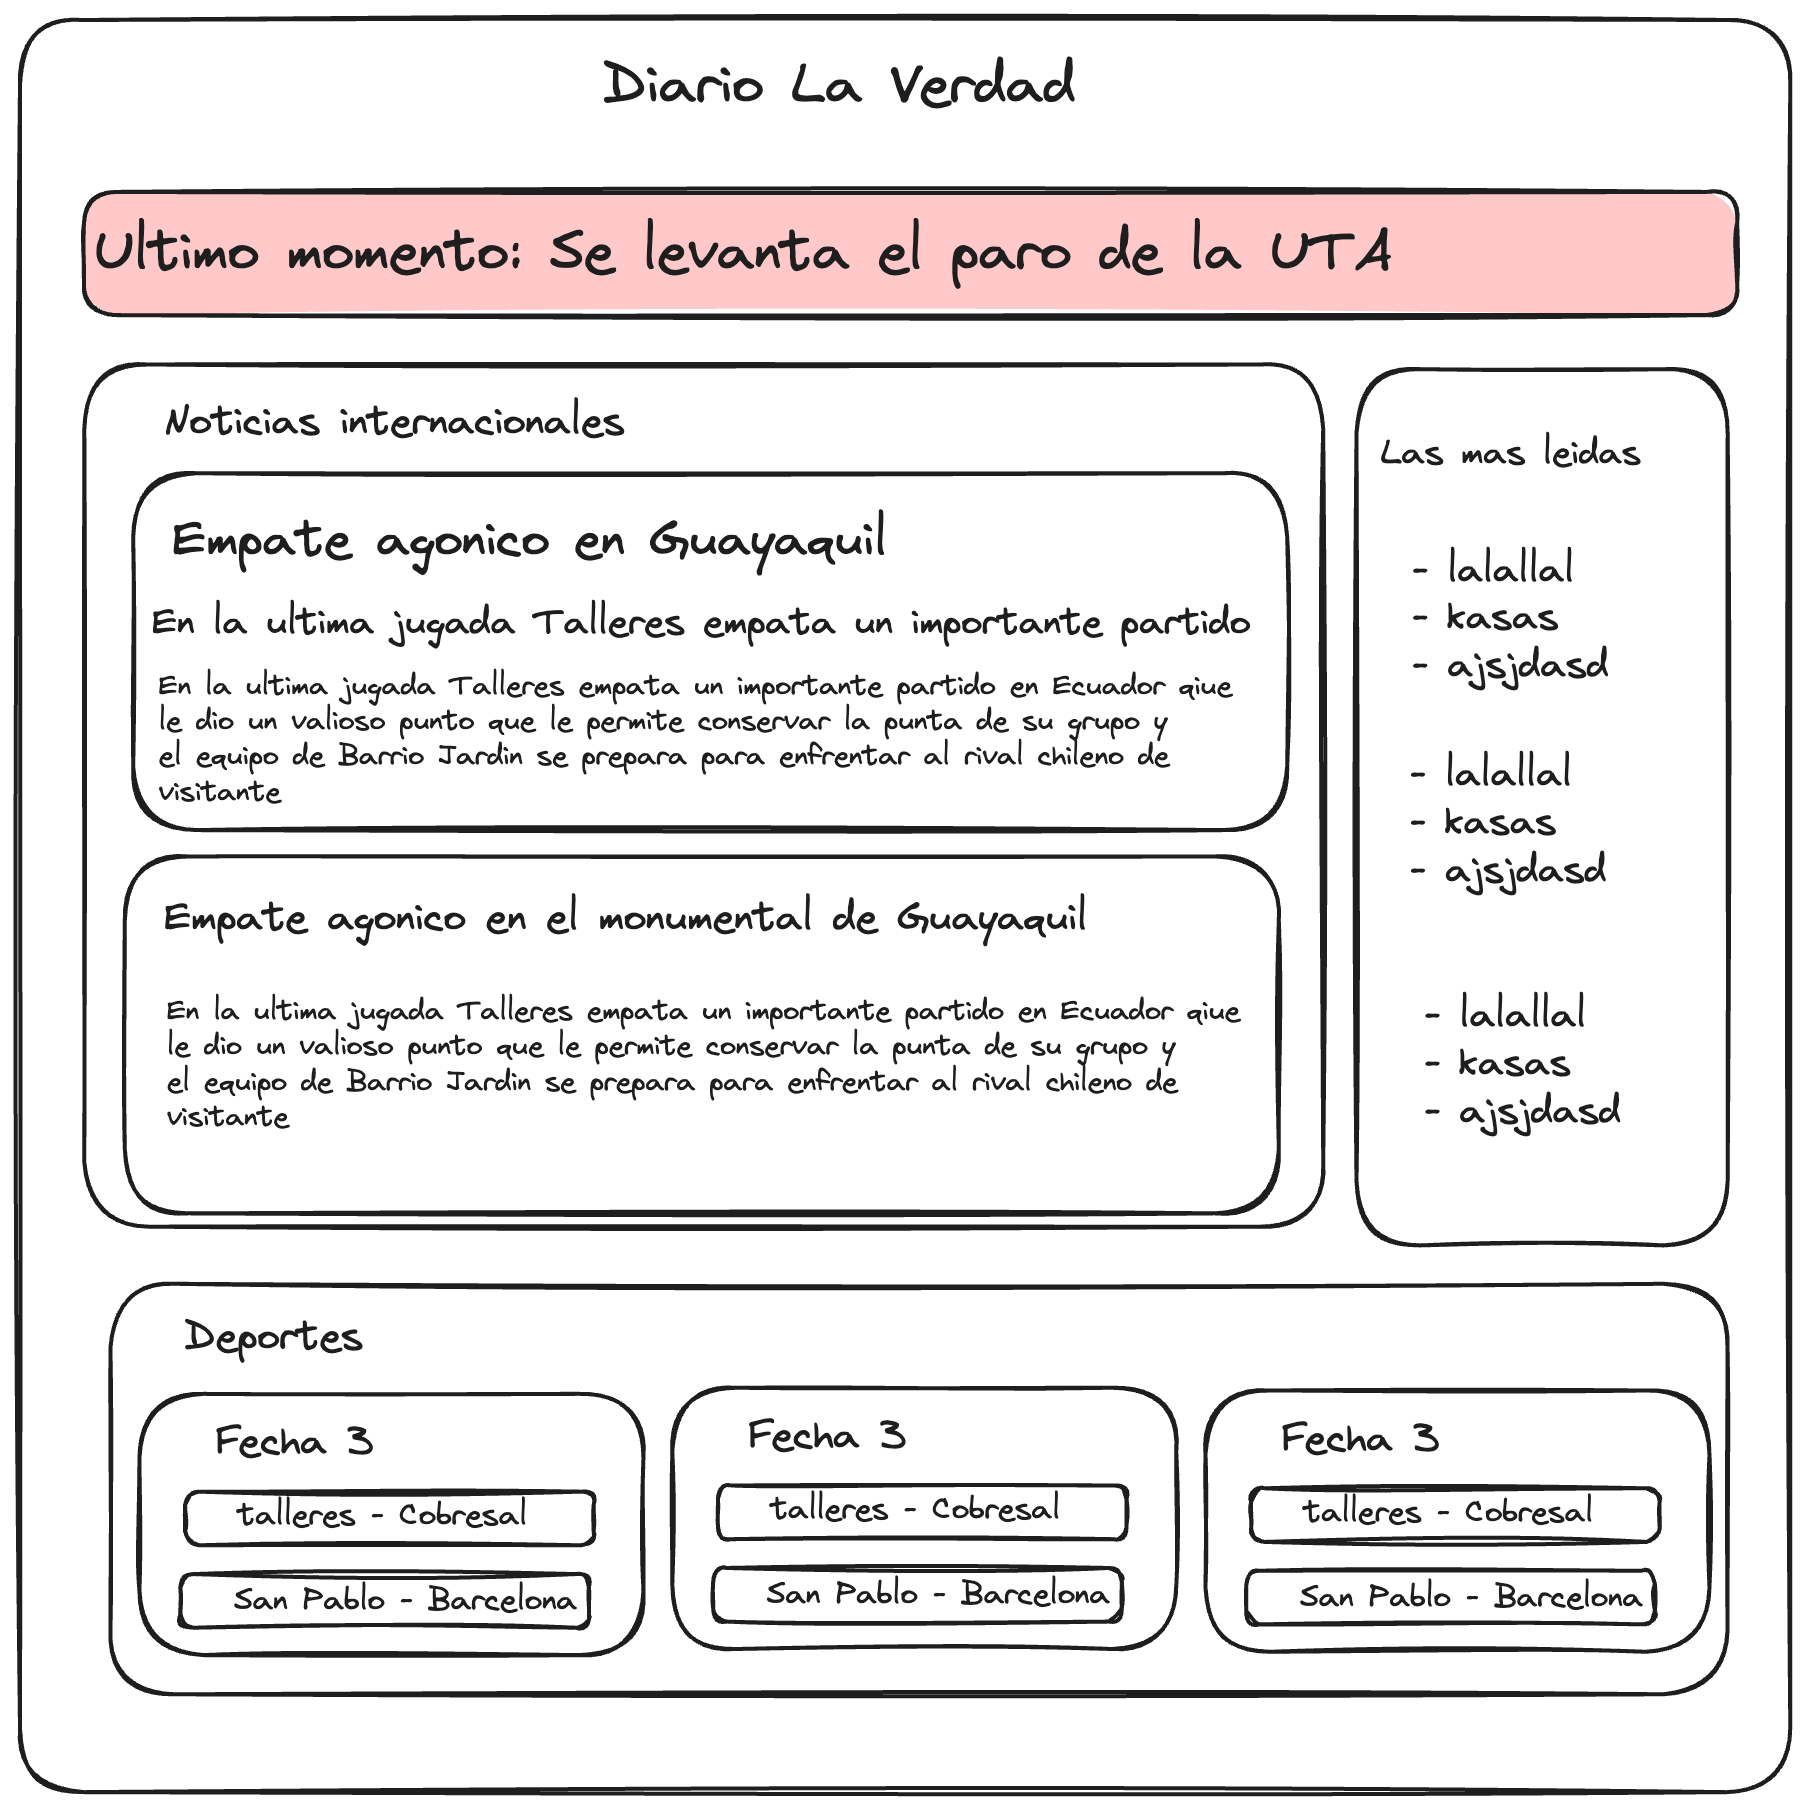 Diario La Verdad
Ultimo momento: Se levanta el paro de la UTA
Noticias internacionales
Empate agonico en Guayaquil
En la ultima jugada Talleres empata un importante partido
En la ultima jugada Talleres empata un importante partido en Ecuador qiue
le dio un valioso punto que le permite conservar la punta de su grupo y
el equipo de Barrio Jardin se prepara para enfrentar al rival chileno de
visitante
Empate agonico en el monumental de Guayaquil
En la ultima jugada Talleres empata un importante partido en Ecuador qiue
le dio un valioso punto que le permite conservar la punta de su grupo y
el equipo de Barrio Jardin se prepara para enfrentar al rival chileno de
visitante
Las mas leidas
- lalallal
- kasas
- ajsjdasd
- lalallal
- kasas
- ajsjdasd
- lalallal
- kasas
- ajsjdasd
Deportes
Fecha 3
talleres - Cobresal
San Pablo - Barcelona
Fecha 3
talleres - Cobresal
San Pablo - Barcelona
Fecha 3
talleres - Cobresal
San Pablo - Barcelona